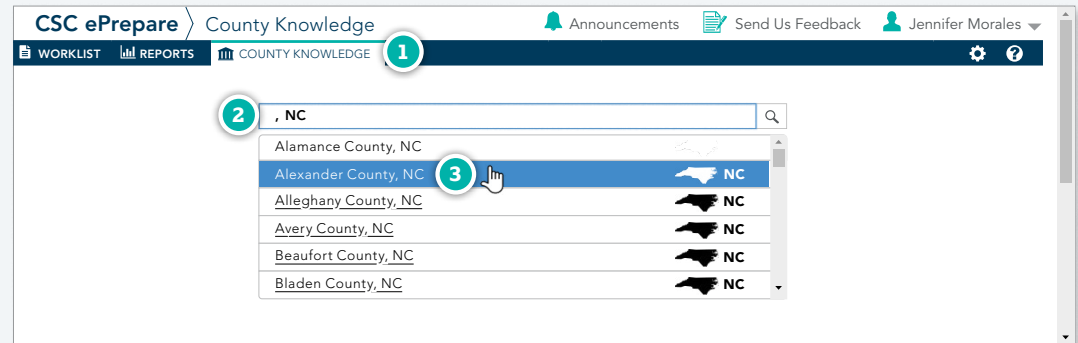 CSC ePrepare County Knowledge Announcements Send Us Feedback Jennifer Morales
WORKLIST REPORTS COUNTY KNOWLEDGE 1 ?
2 , NC
Alamance County, NC
Alexander County, NC 3 NC
Alleghany County, NC NC
Avery County, NC NC
Beaufort County, NC NC
Bladen County, NC NC